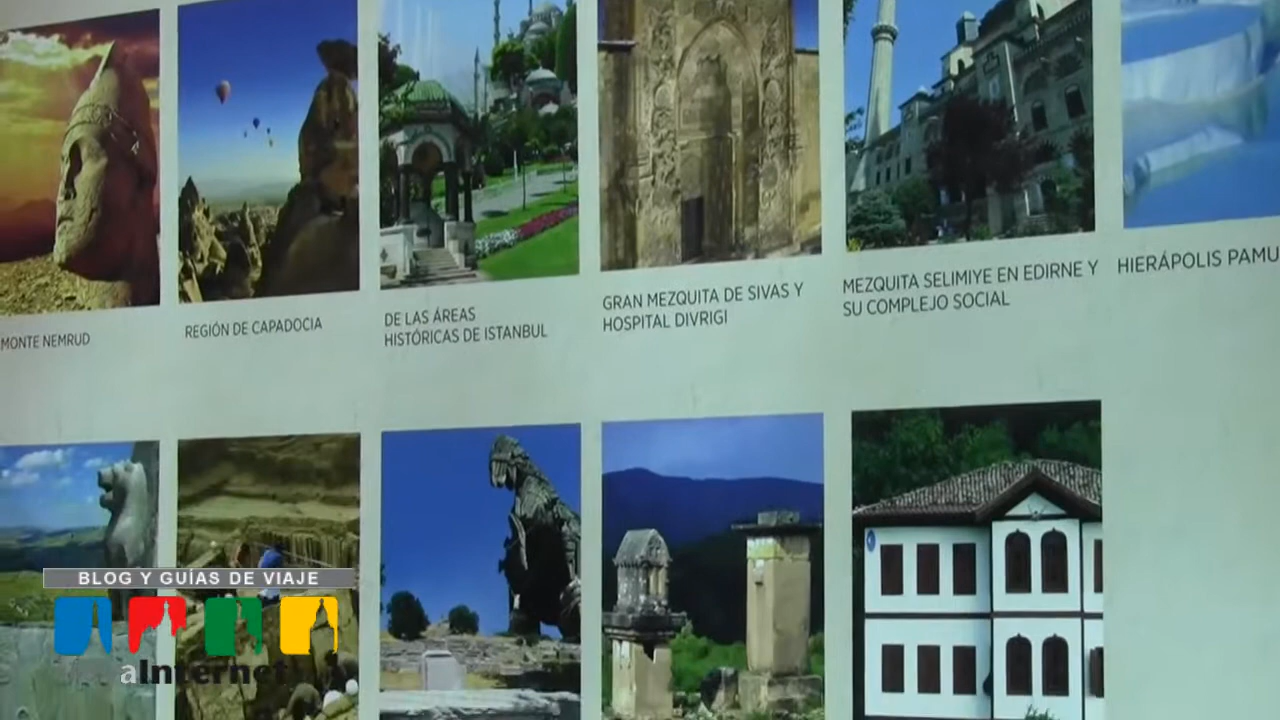 MONTE NEMRUD
REGIÓN DE CAPADOCIA
DE LAS ÁREAS
HISTÓRICAS DE ISTANBUL
GRAN MEZQUITA DE SIVAS Y
HOSPITAL DIVRIGI
MEZQUITA SELIMIYE EN EDIRNE Y
SU COMPLEJO SOCIAL
HIERÁPOLIS PAMU
BLOG Y GUÍAS DE VIAJE
aInternet